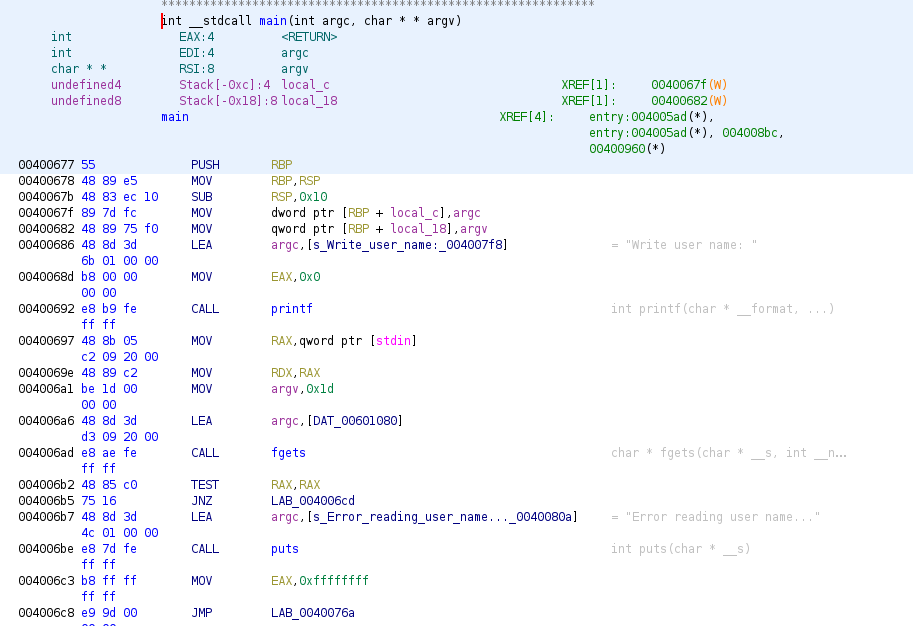 **************************************************************
int __stdcall main(int argc, char * * argv)
int EAX:4 <RETURN>
int EDI:4 argc
char * * RSI:8 argv
undefined4 Stack[-0xc]:4 local_c XREF[1]: 0040067f(W)
undefined8 Stack[-0x18]:8 local_18 XREF[1]: 00400682(W)
main XREF[4]: entry:004005ad(*),
entry:004005ad(*), 004008bc,
00400960(*)
00400677 55 PUSH RBP
00400678 48 89 e5 MOV RBP,RSP
0040067b 48 83 ec 10 SUB RSP,0x10
0040067f 89 7d fc MOV dword ptr [RBP + local_c],argc
00400682 48 89 75 f0 MOV qword ptr [RBP + local_18],argv
00400686 48 8d 3d LEA argc,[s_Write_user_name:_004007f8] = "Write user name: "
6b 01 00 00
0040068d b8 00 00 MOV EAX,0x0
00 00
00400692 e8 b9 fe CALL printf int printf(char * __format, ...)
ff ff
00400697 48 8b 05 MOV RAX,qword ptr [stdin]
c2 09 20 00
0040069e 48 89 c2 MOV RDX,RAX
004006a1 be 1d 00 MOV argv,0x1d
00 00
004006a6 48 8d 3d LEA argc,[DAT_00601080]
d3 09 20 00
004006ad e8 ae fe CALL fgets char * fgets(char * __s, int __n...
ff ff
004006b2 48 85 c0 TEST RAX,RAX
004006b5 75 16 JNZ LAB_004006cd
004006b7 48 8d 3d LEA argc,[s_Error_reading_user_name..._0040080a] = "Error reading user name..."
4c 01 00 00
004006be e8 7d fe CALL puts int puts(char * __s)
ff ff
004006c3 b8 ff ff MOV EAX,0xffffffff
ff ff
004006c8 e9 9d 00 JMP LAB_0040076a